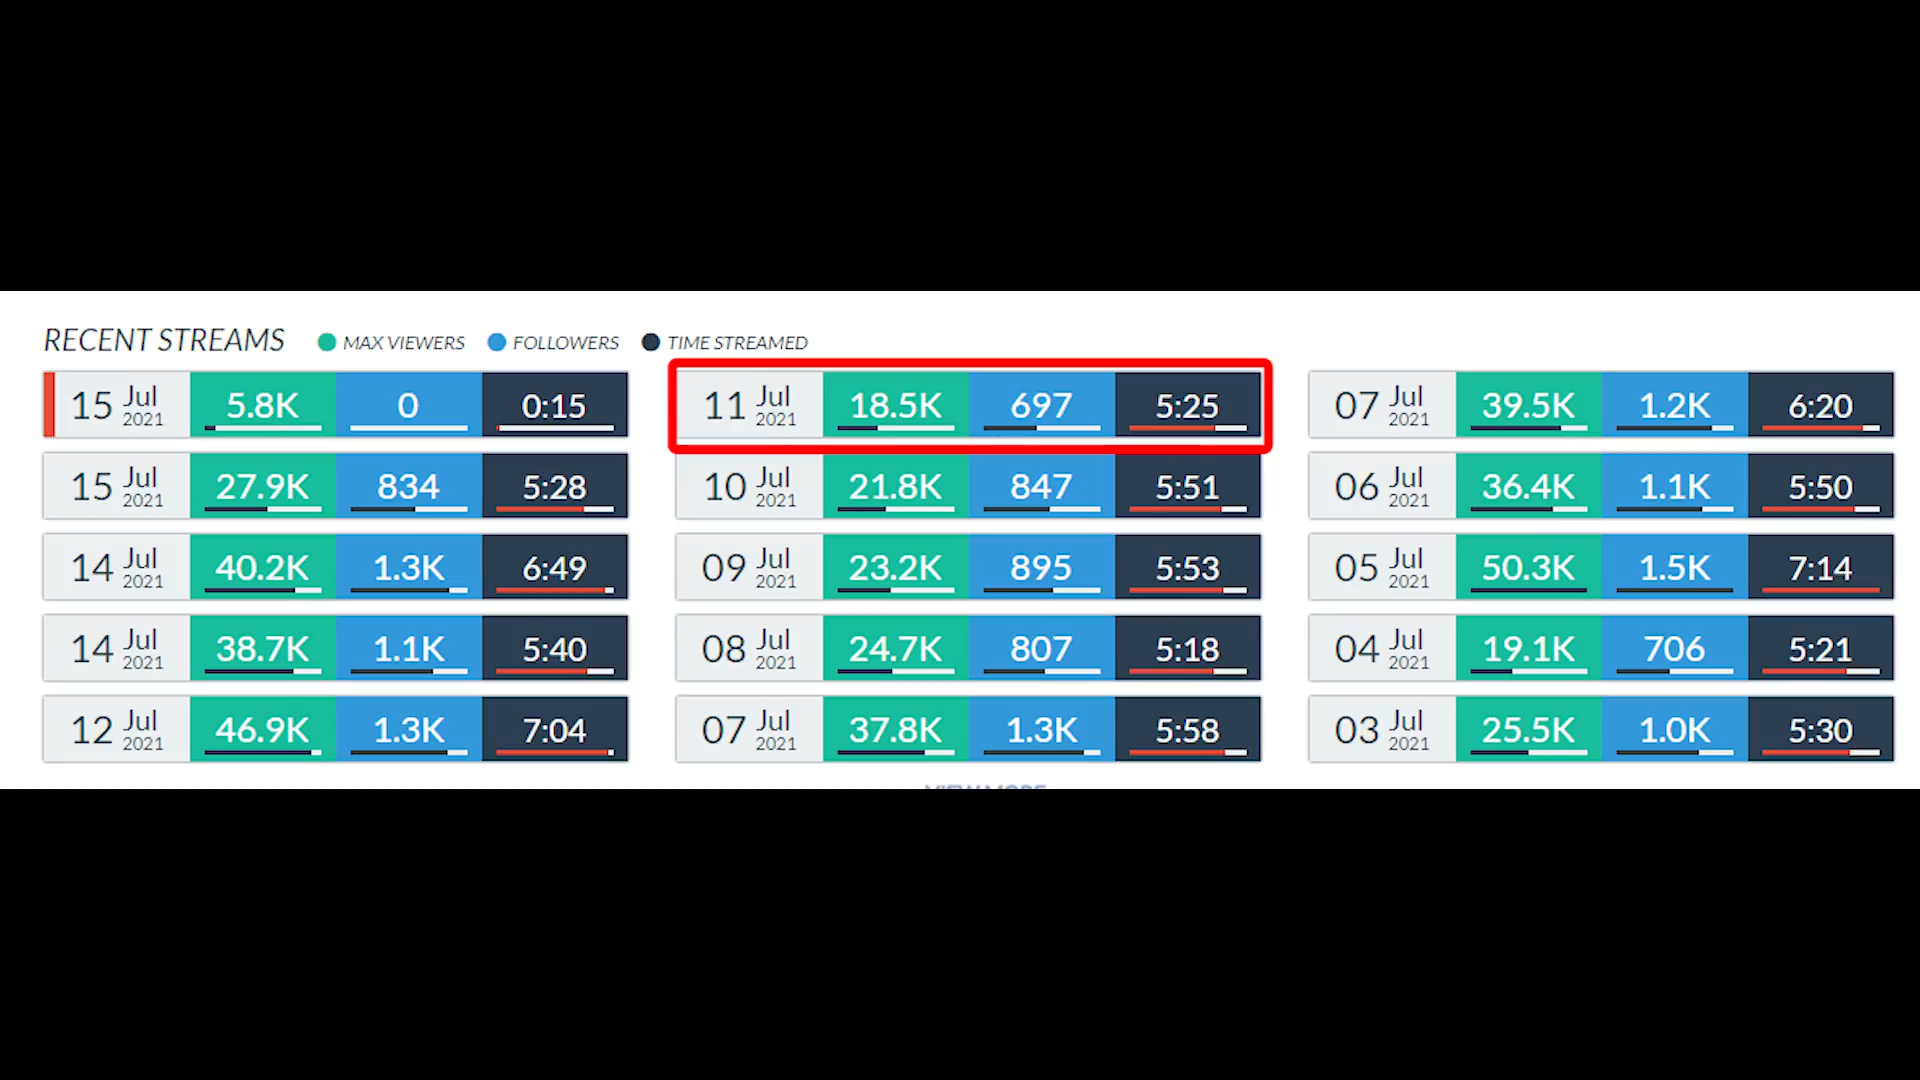 RECENT STREAMS MAX VIEWERS FOLLOWERS TIME STREAMED
15 Jul 2021 5.8K 0 0:15
15 Jul 2021 27.9K 834 5:28
14 Jul 2021 40.2K 1.3K 6:49
14 Jul 2021 38.7K 1.1K 5:40
12 Jul 2021 46.9K 1.3K 7:04
11 Jul 2021 18.5K 697 5:25
10 Jul 2021 21.8K 847 5:51
09 Jul 2021 23.2K 895 5:53
08 Jul 2021 24.7K 807 5:18
07 Jul 2021 37.8K 1.3K 5:58
07 Jul 2021 39.5K 1.2K 6:20
06 Jul 2021 36.4K 1.1K 5:50
05 Jul 2021 50.3K 1.5K 7:14
04 Jul 2021 19.1K 706 5:21
03 Jul 2021 25.5K 1.0K 5:30
VIEW MORE